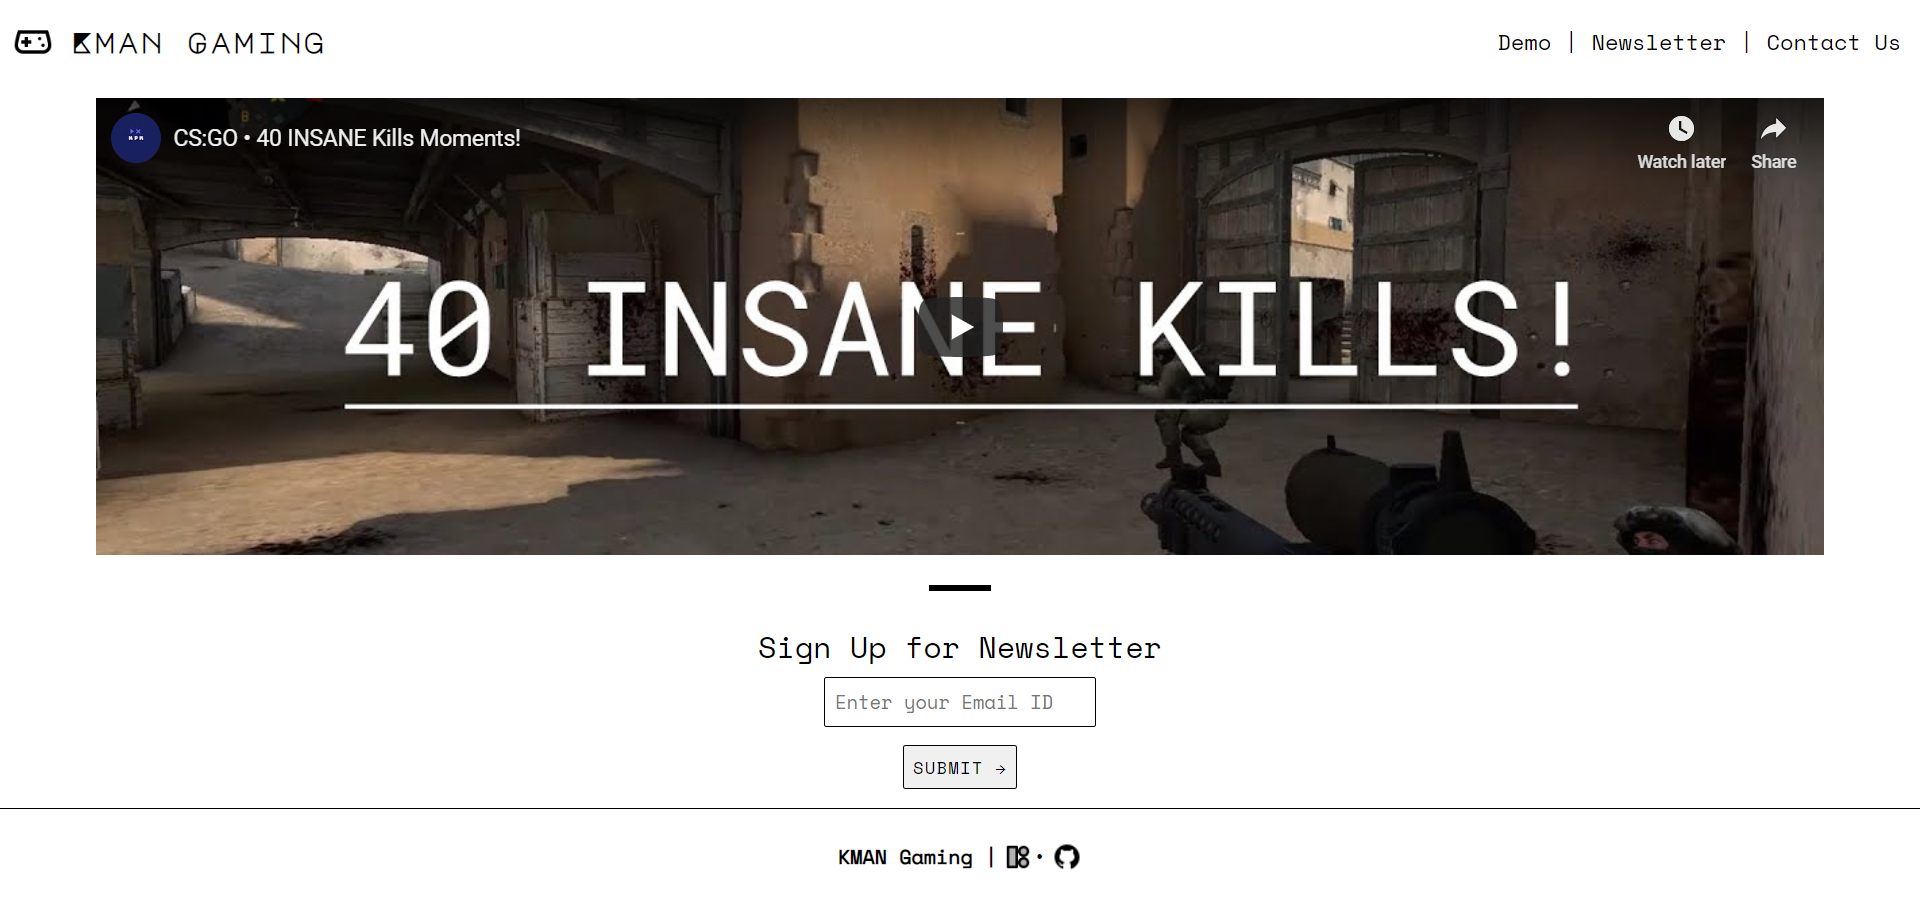 KMAN GAMING
Demo | Newsletter | Contact Us
CS:GO • 40 INSANE Kills Moments!
Watch later
Share
40 INSANE KILLS!
Sign Up for Newsletter
Enter your Email ID
SUBMIT →
KMAN Gaming | •